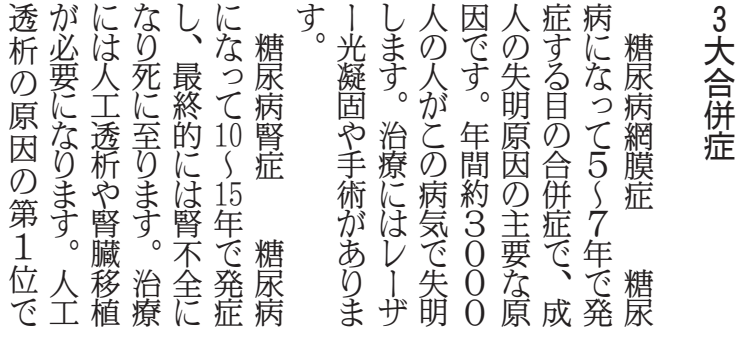 3大合併症
糖尿病網膜症　糖尿
病になって5〜7年で発
症する目の合併症で、成
人の失明原因の主要な原
因です。年間約3000
人の人がこの病気で失明
します。治療にはレーザ
ー光凝固や手術がありま
す。
糖尿病腎症　糖尿病
になって10〜15年で発症
し、最終的には腎不全に
なり死に至ります。治療
には人工透析や腎臓移植
が必要になります。人工
透析の原因の第1位で